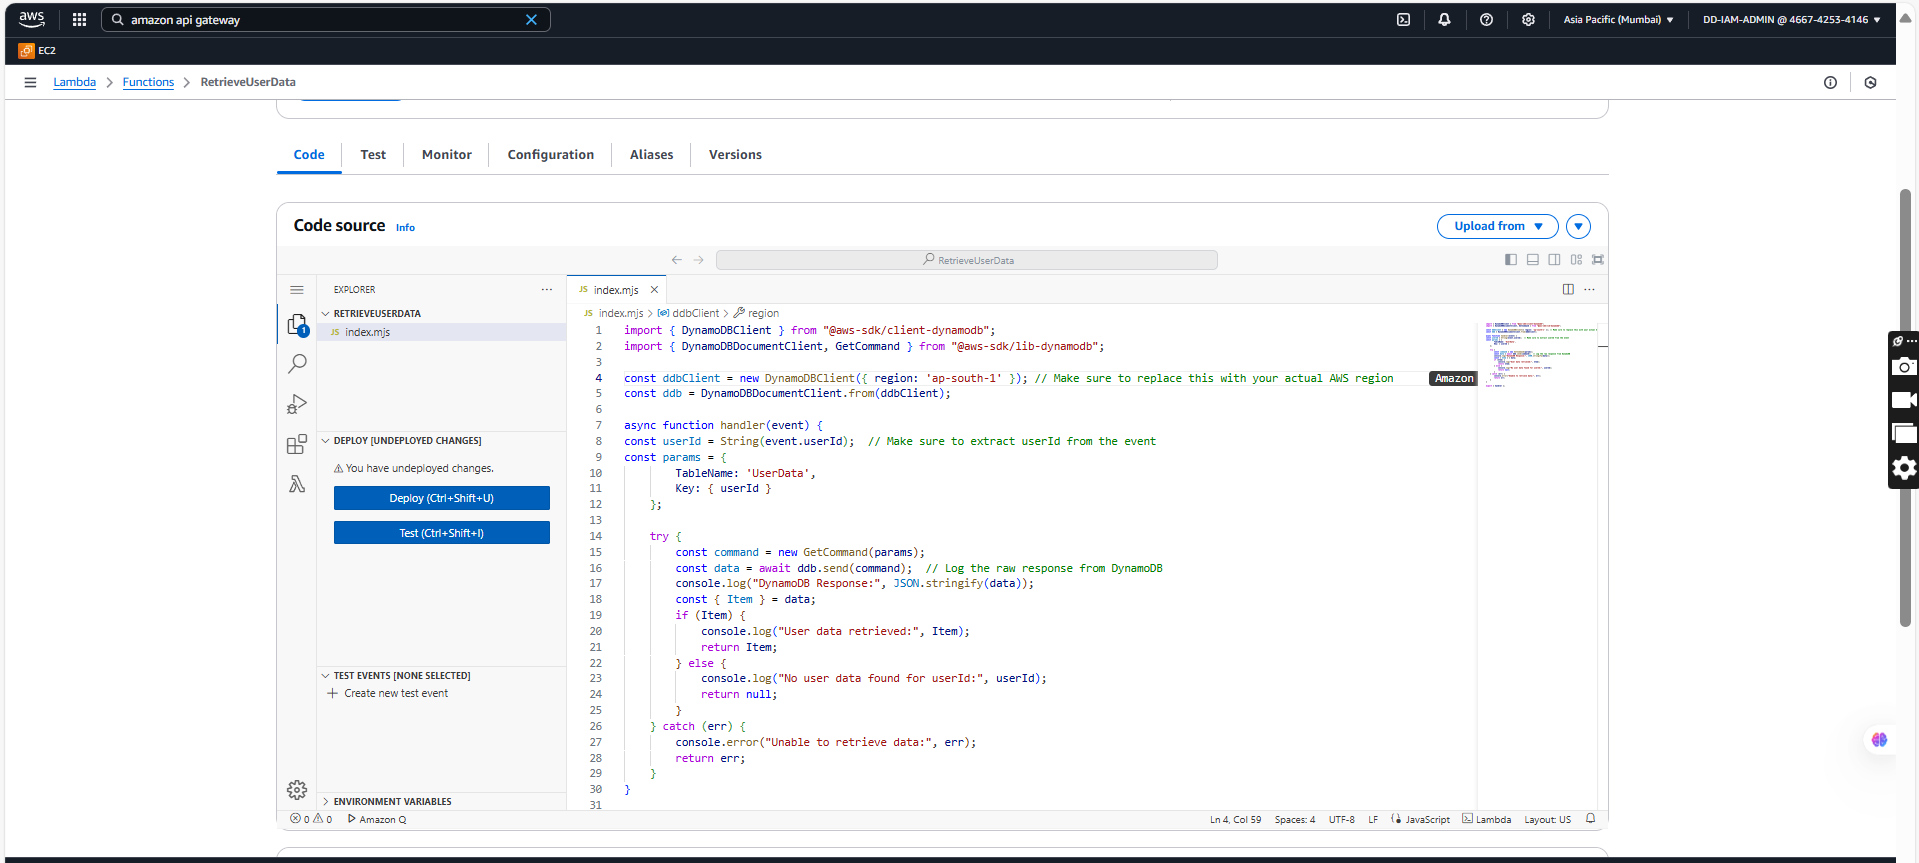 aws
amazon api gateway
Asia Pacific (Mumbai)
DD-IAM-ADMIN @ 4667-4253-4146
EC2
Lambda
Functions
RetrieveUserData
Code
Test
Monitor
Configuration
Aliases
Versions
Code source
Info
Upload from
RetrieveUserData
EXPLORER
RETRIEVEUSERDATA
JS index.mjs
DEPLOY [UNDEPLOYED CHANGES]
You have undeployed changes.
Deploy (Ctrl+Shift+U)
Test (Ctrl+Shift+I)
TEST EVENTS [NONE SELECTED]
Create new test event
ENVIRONMENT VARIABLES
1
JS index.mjs
JS index.mjs > ddbClient > region
1 import { DynamoDBClient } from "@aws-sdk/client-dynamodb";
2 import { DynamoDBDocumentClient, GetCommand } from "@aws-sdk/lib-dynamodb";
3
4 const ddbClient = new DynamoDBClient({ region: 'ap-south-1' }); // Make sure to replace this with your actual AWS region
Amazon
5 const ddb = DynamoDBDocumentClient.from(ddbClient);
6
7 async function handler(event) {
8 const userId = String(event.userId);  // Make sure to extract userId from the event
9 const params = {
10 TableName: 'UserData',
11 Key: { userId }
12 };
13
14 try {
15 const command = new GetCommand(params);
16 const data = await ddb.send(command);  // Log the raw response from DynamoDB
17 console.log("DynamoDB Response:", JSON.stringify(data));
18 const { Item } = data;
19 if (Item) {
20 console.log("User data retrieved:", Item);
21 return Item;
22 } else {
23 console.log("No user data found for userId:", userId);
24 return null;
25 }
26 } catch (err) {
27 console.error("Unable to retrieve data:", err);
28 return err;
29 }
30 }
31
0 0 Amazon Q
Ln 4, Col 59
Spaces: 4
UTF-8
LF
JavaScript
Lambda
Layout: US